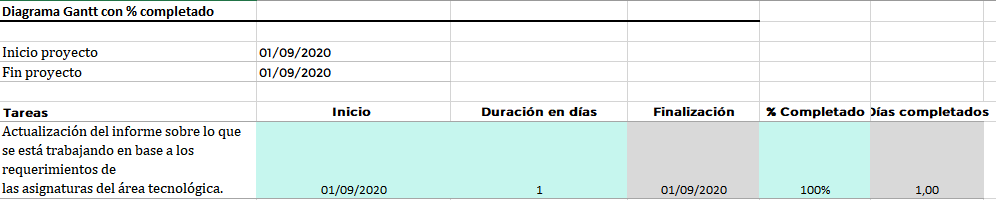 Diagrama Gantt con % completado
Inicio proyecto 01/09/2020
Fin proyecto 01/09/2020
Tareas Inicio Duración en días Finalización % Completado Días completados
Actualización del informe sobre lo que
se está trabajando en base a los
requerimientos de
las asignaturas del área tecnológica. 01/09/2020 1 01/09/2020 100% 1,00